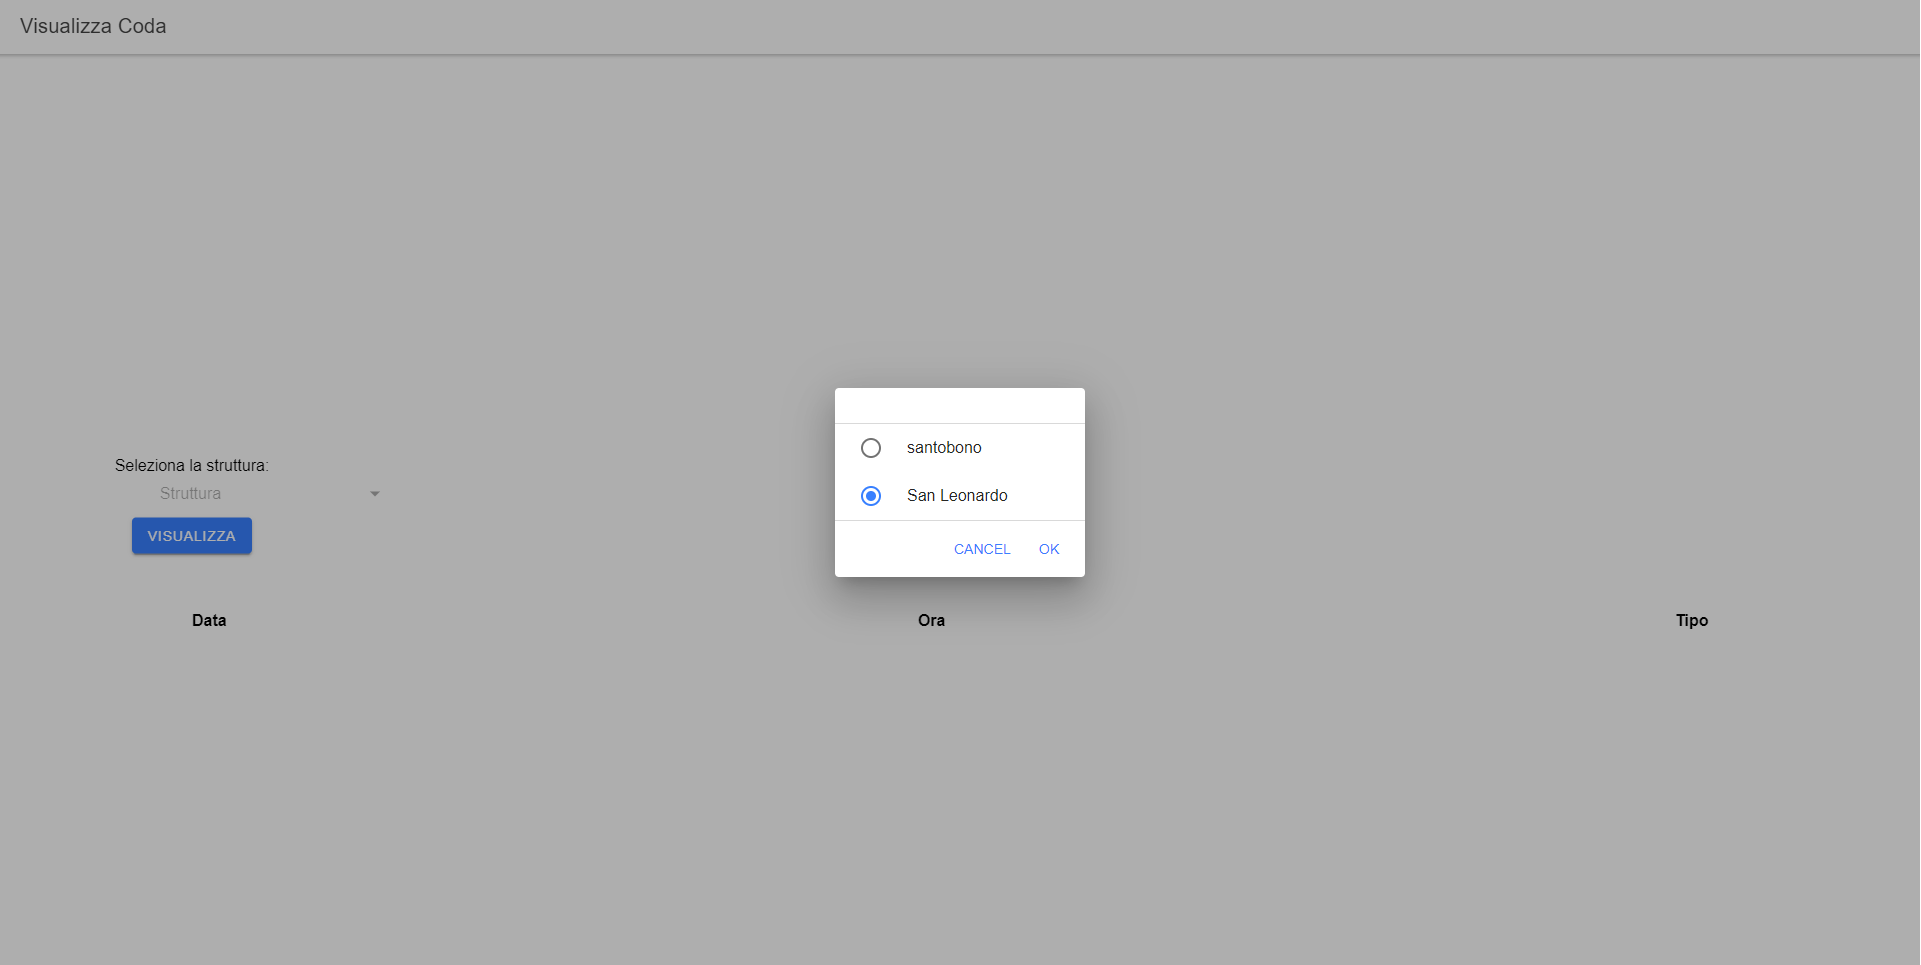 Visualizza Coda
santobono
Seleziona la struttura:
Struttura
San Leonardo
VISUALIZZA
CANCEL OK
Data Ora Tipo